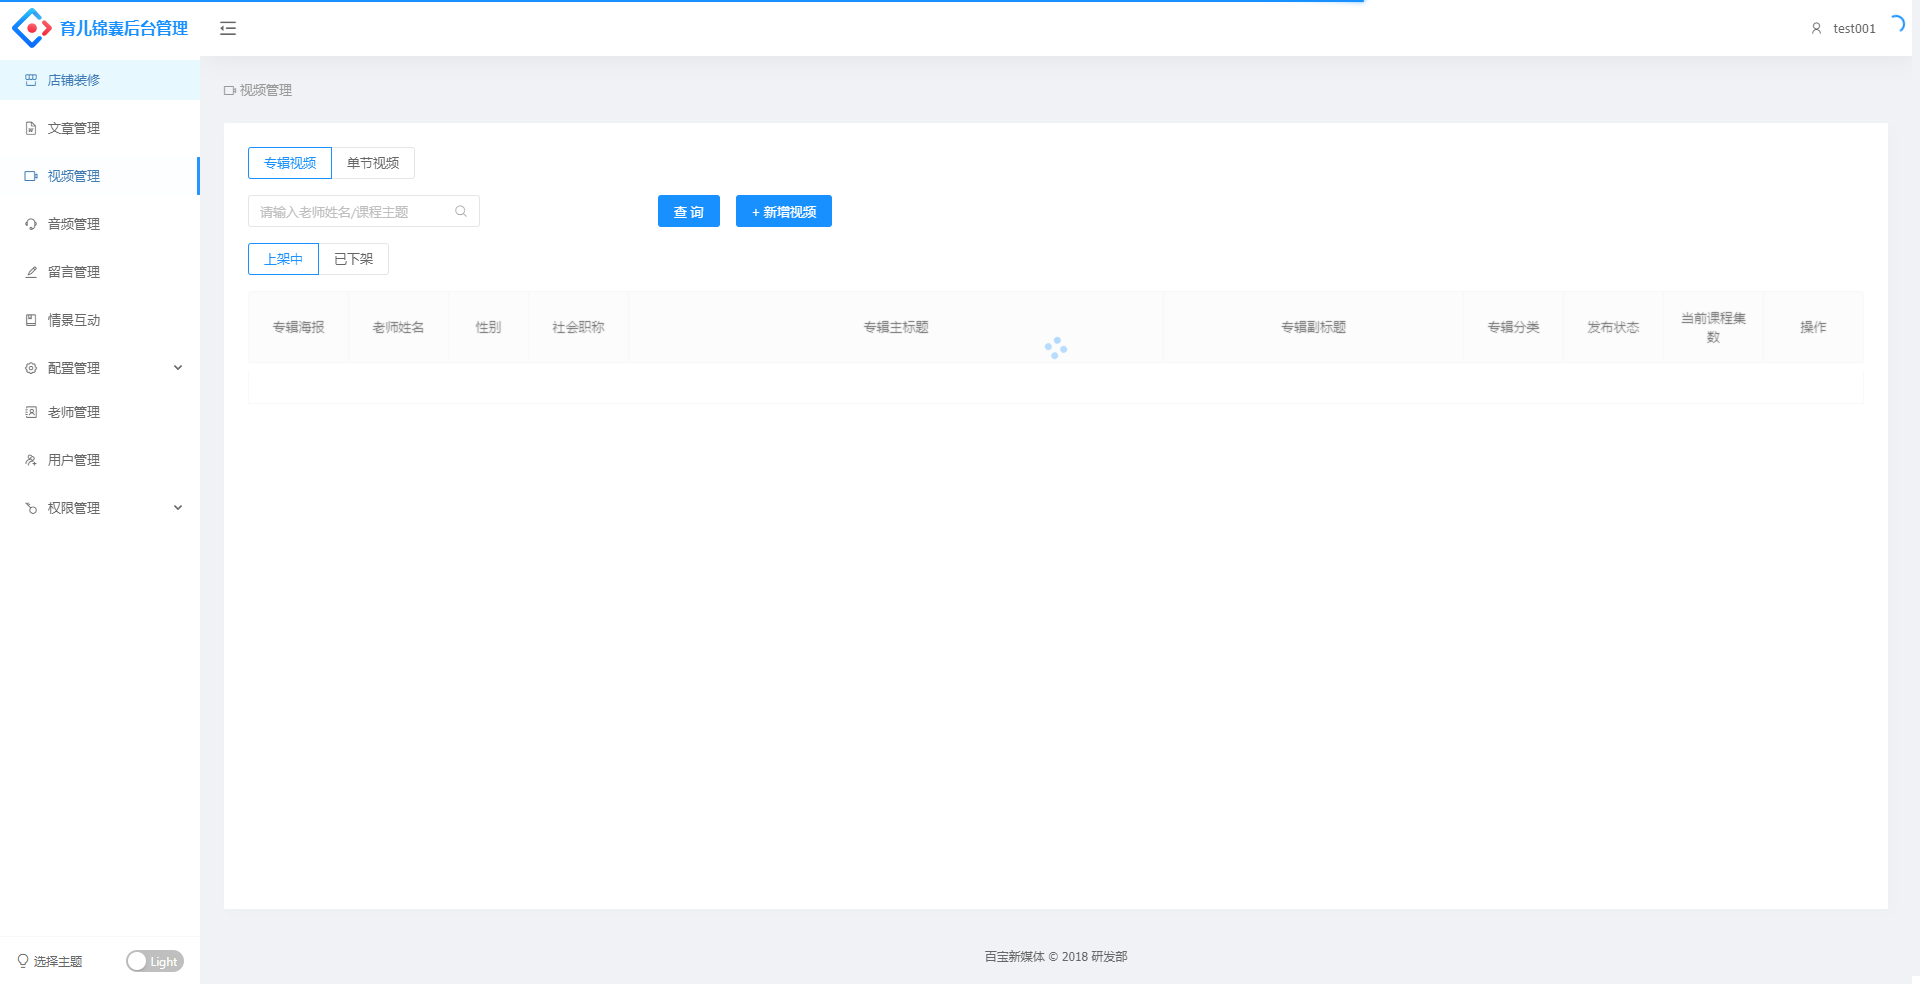 育儿锦囊后台管理
test001
店铺装修
文章管理
视频管理
音频管理
留言管理
情景互动
配置管理
老师管理
用户管理
权限管理
选择主题
Light
视频管理
专辑视频 单节视频
请输入老师姓名/课程主题 查 询 + 新增视频
上架中 已下架
专辑海报 老师姓名 性别 社会职称 专辑主标题 专辑副标题 专辑分类 发布状态 当前课程集数 操作
百宝新媒体 © 2018 研发部